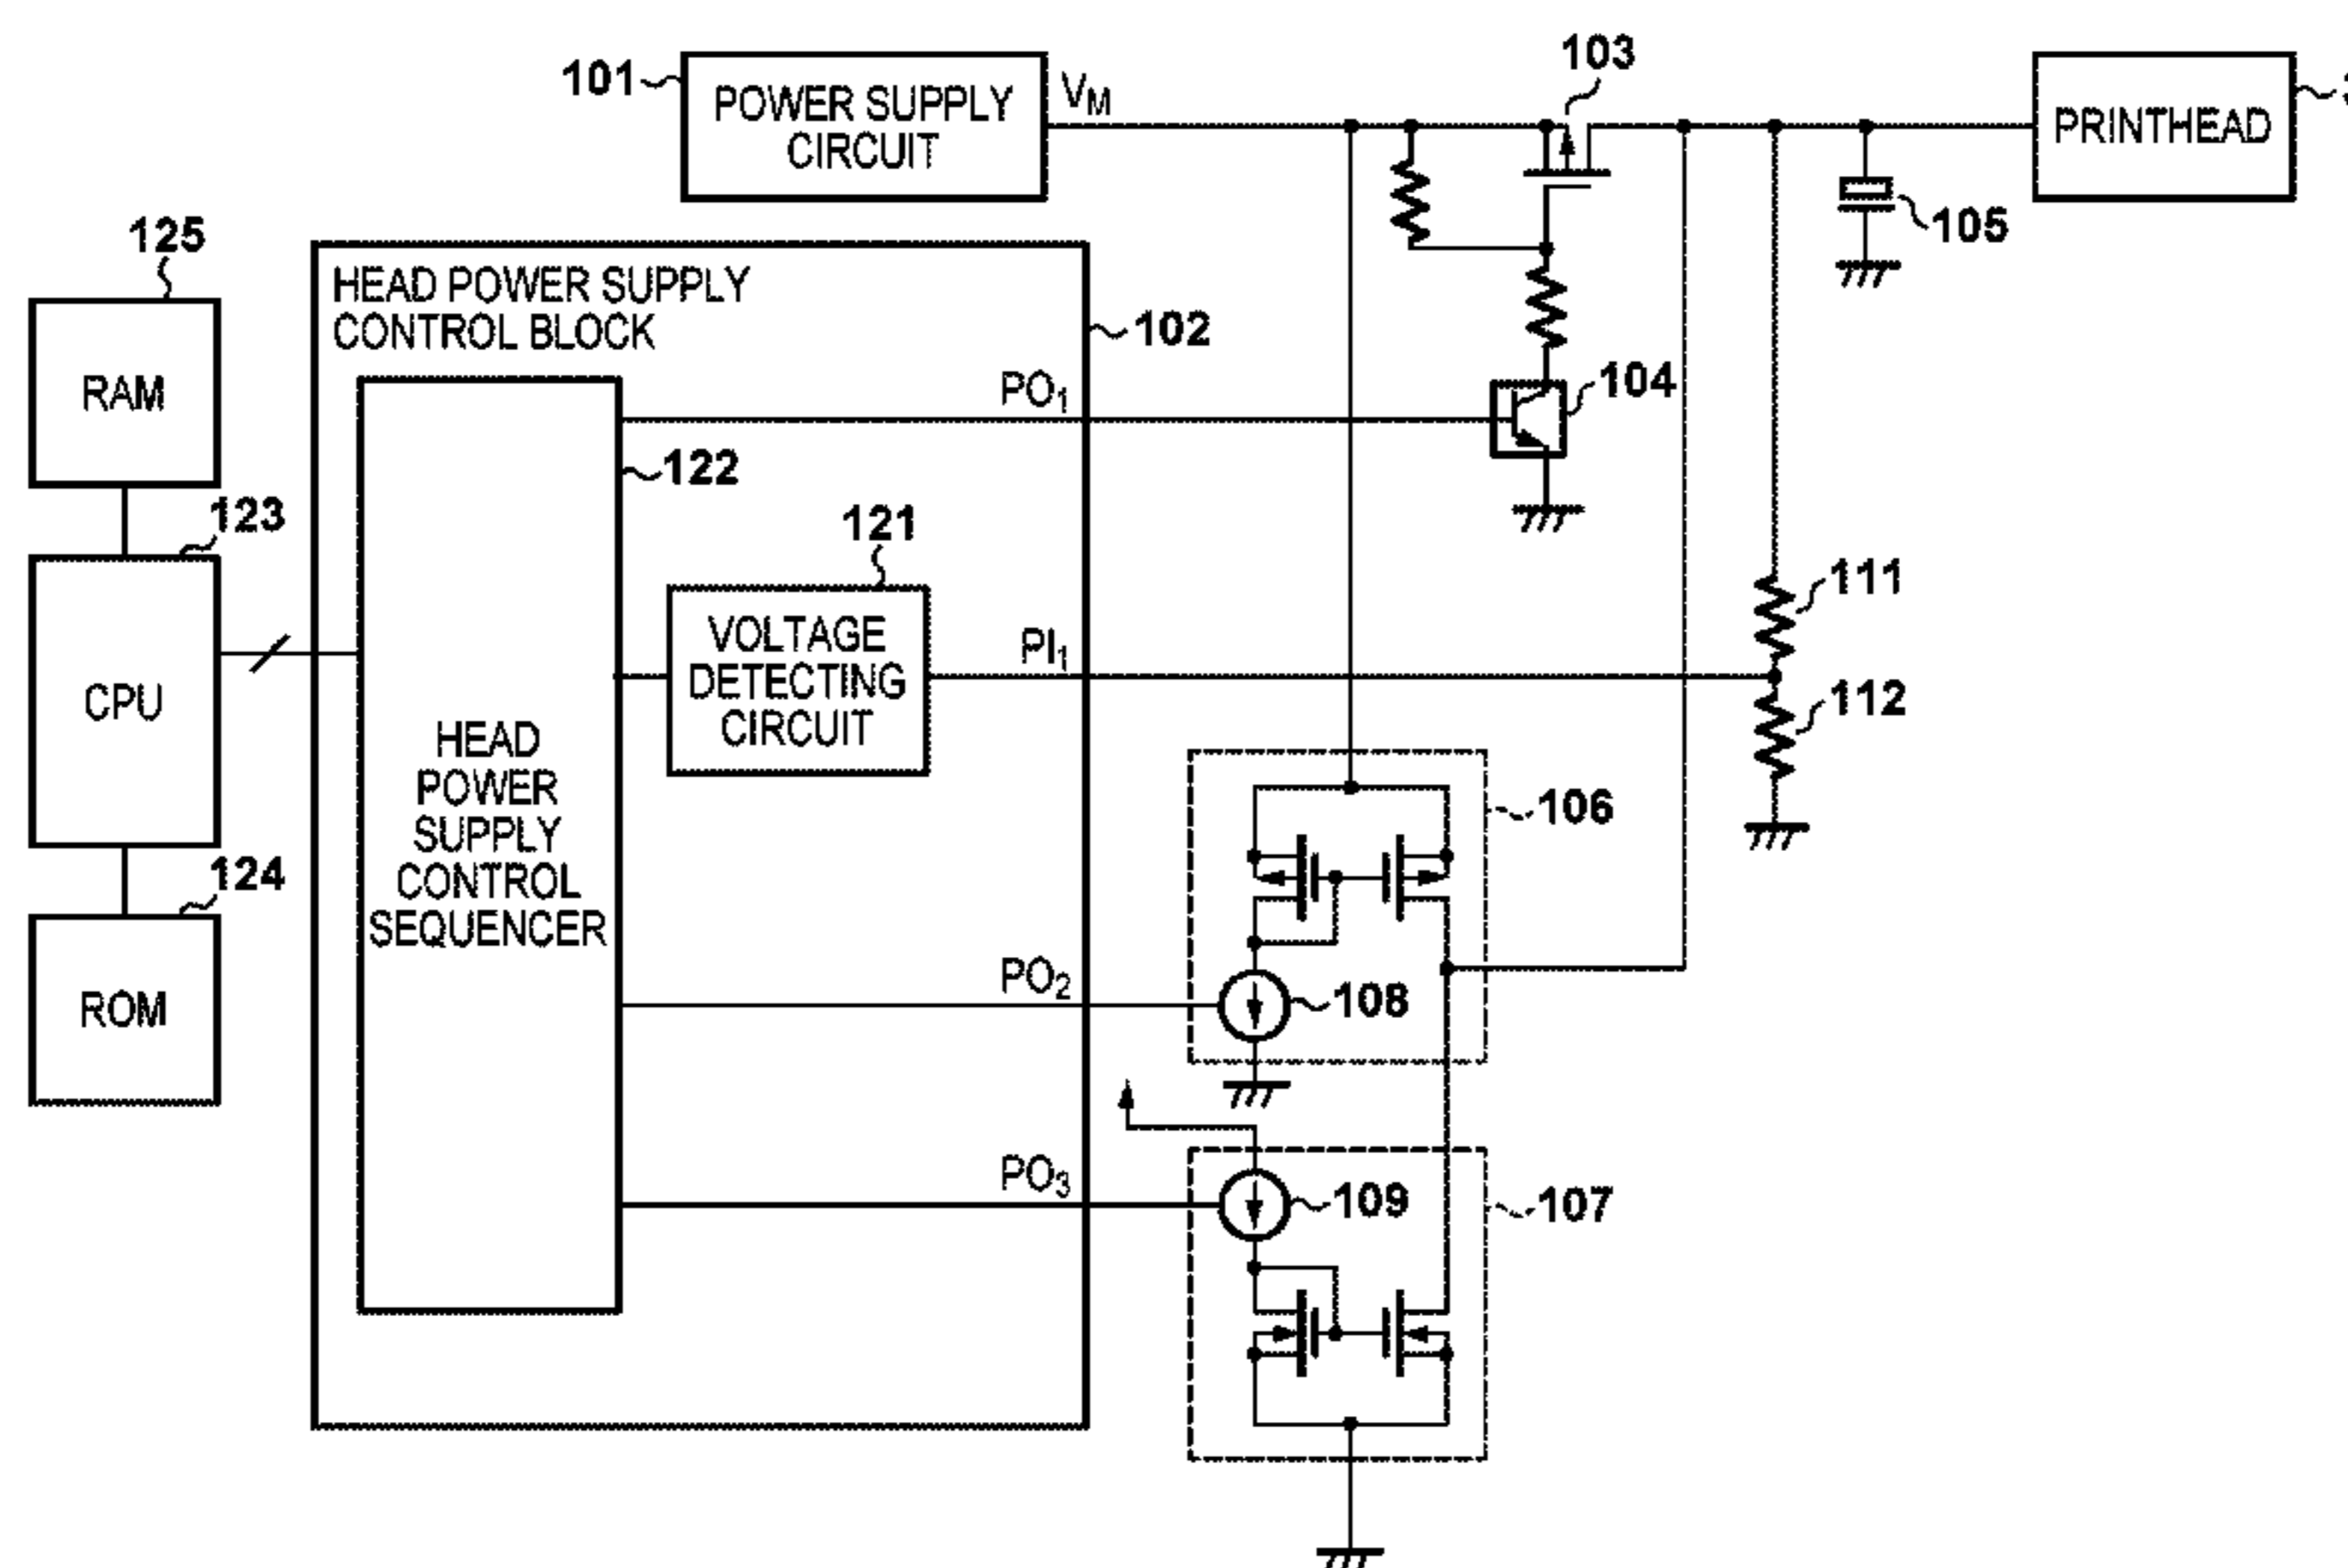 101
POWER SUPPLY
CIRCUIT
VM
103
PRINTHEAD
105
125
RAM
HEAD POWER SUPPLY
CONTROL BLOCK
102
PO1
104
122
123
CPU
121
VOLTAGE
DETECTING
CIRCUIT
PI1
111
112
HEAD
POWER
SUPPLY
CONTROL
SEQUENCER
106
124
ROM
PO2
108
PO3
109
107